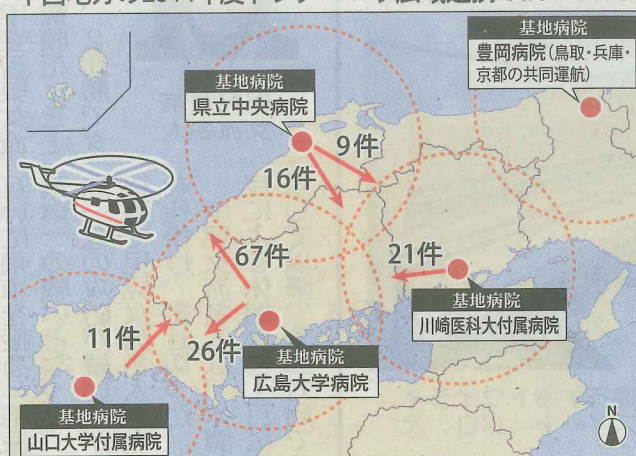 基地病院
豊岡病院(鳥取・兵庫・
京都の共同運航)
基地病院
県立中央病院
9件
16件
67件
21件
基地病院
川崎医科大付属病院
11件
26件
基地病院
広島大学病院
基地病院
山口大学付属病院
N